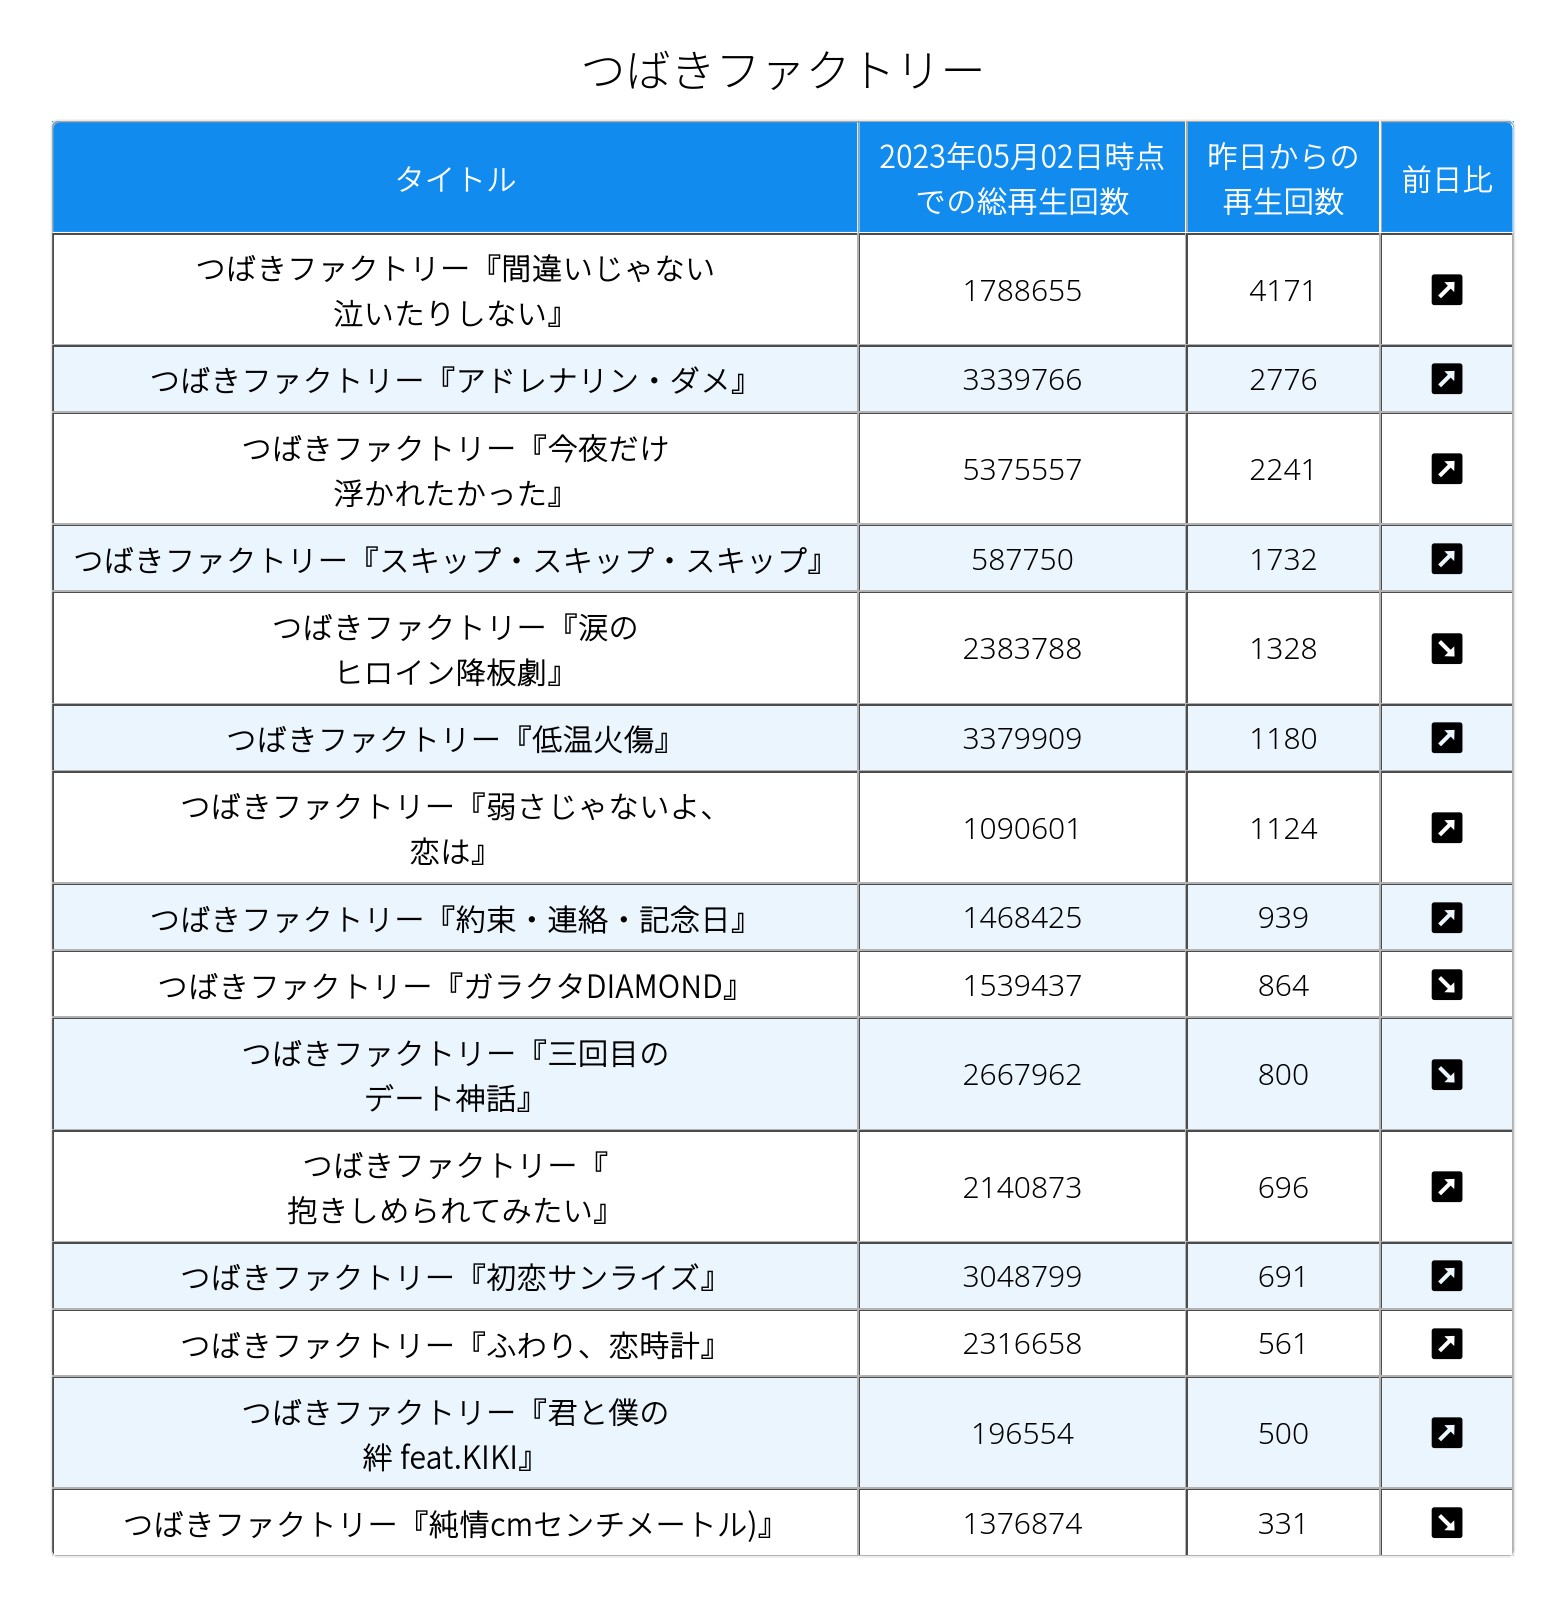 つばきファクトリー
タイトル
2023年05月02日時点
での総再生回数
昨日からの
再生回数
前日比
つばきファクトリー『間違いじゃない
泣いたりしない』
1788655
4171
つばきファクトリー『アドレナリン・ダメ』
3339766
2776
つばきファクトリー『今夜だけ
浮かれたかった』
5375557
2241
つばきファクトリー『スキップ・スキップ・スキップ』
587750
1732
つばきファクトリー『涙の
ヒロイン降板劇』
2383788
1328
つばきファクトリー『低温火傷』
3379909
1180
つばきファクトリー『弱さじゃないよ、
恋は』
1090601
1124
つばきファクトリー『約束・連絡・記念日』
1468425
939
つばきファクトリー『ガラクタDIAMOND』
1539437
864
つばきファクトリー『三回目の
デート神話』
2667962
800
つばきファクトリー『
抱きしめられてみたい』
2140873
696
つばきファクトリー『初恋サンライズ』
3048799
691
つばきファクトリー『ふわり、恋時計』
2316658
561
つばきファクトリー『君と僕の
絆 feat.KIKI』
196554
500
つばきファクトリー『純情cmセンチメートル)』
1376874
331